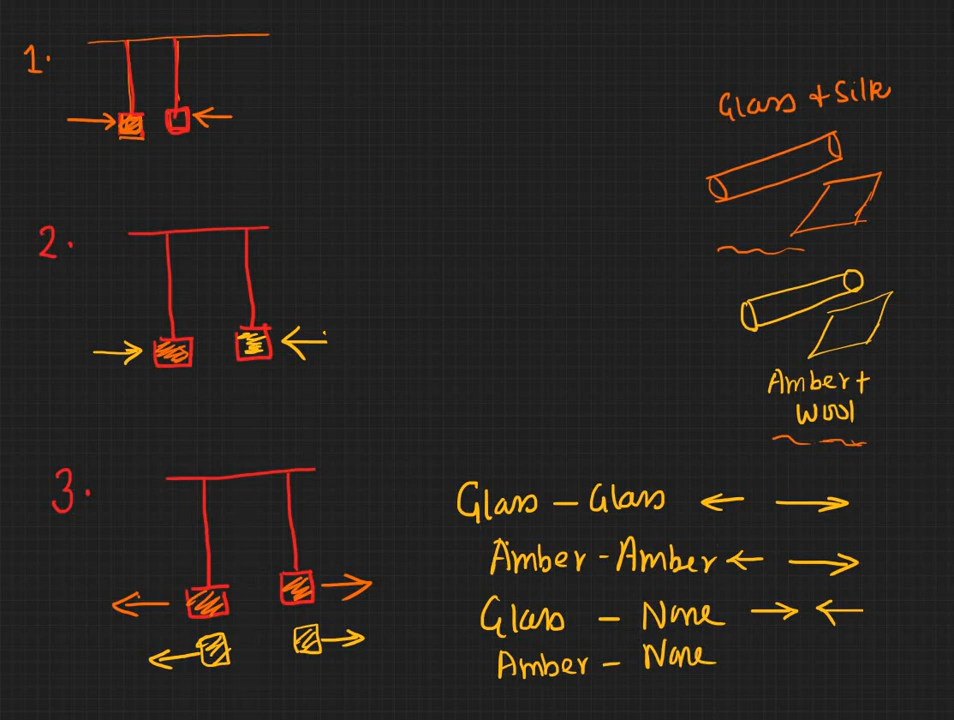 1.
Glass + Silk
2.
Amber +
Wool
3.
Glass - Glass
Amber - Amber
Glass - None
Amber - None